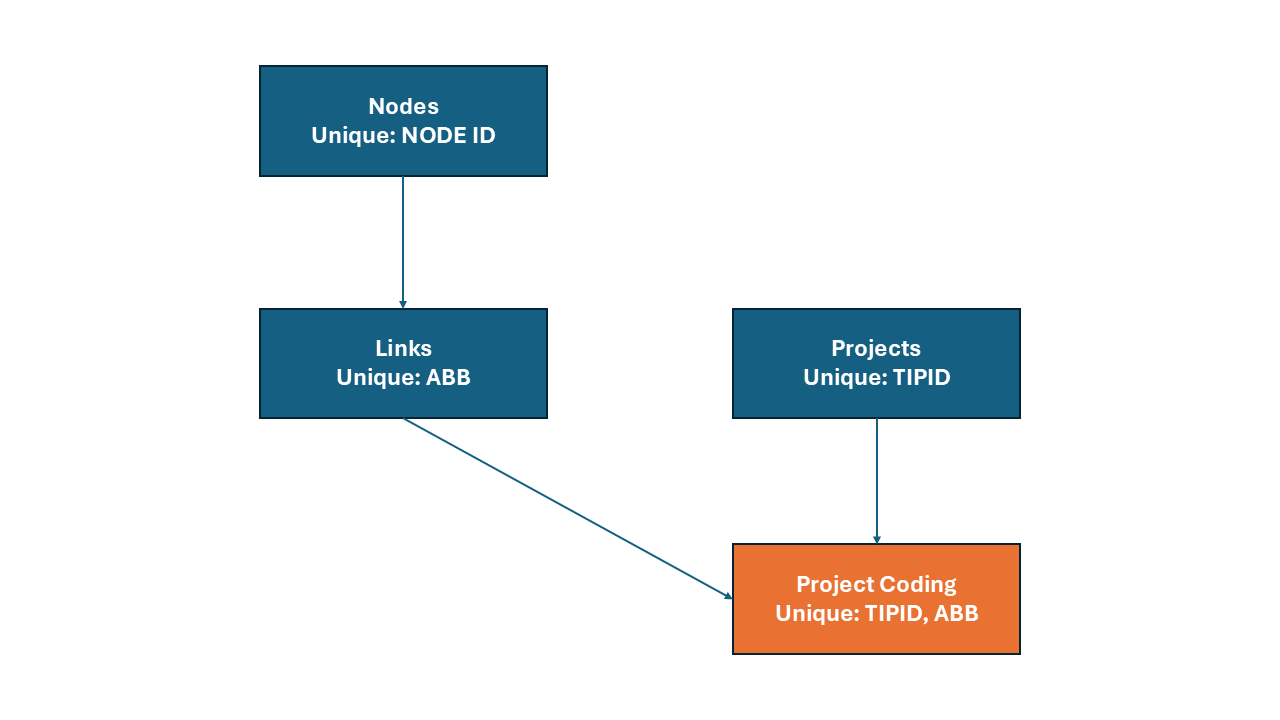 Nodes
Unique: NODE ID
Links
Unique: ABB
Projects
Unique: TIPID
Project Coding
Unique: TIPID, ABB